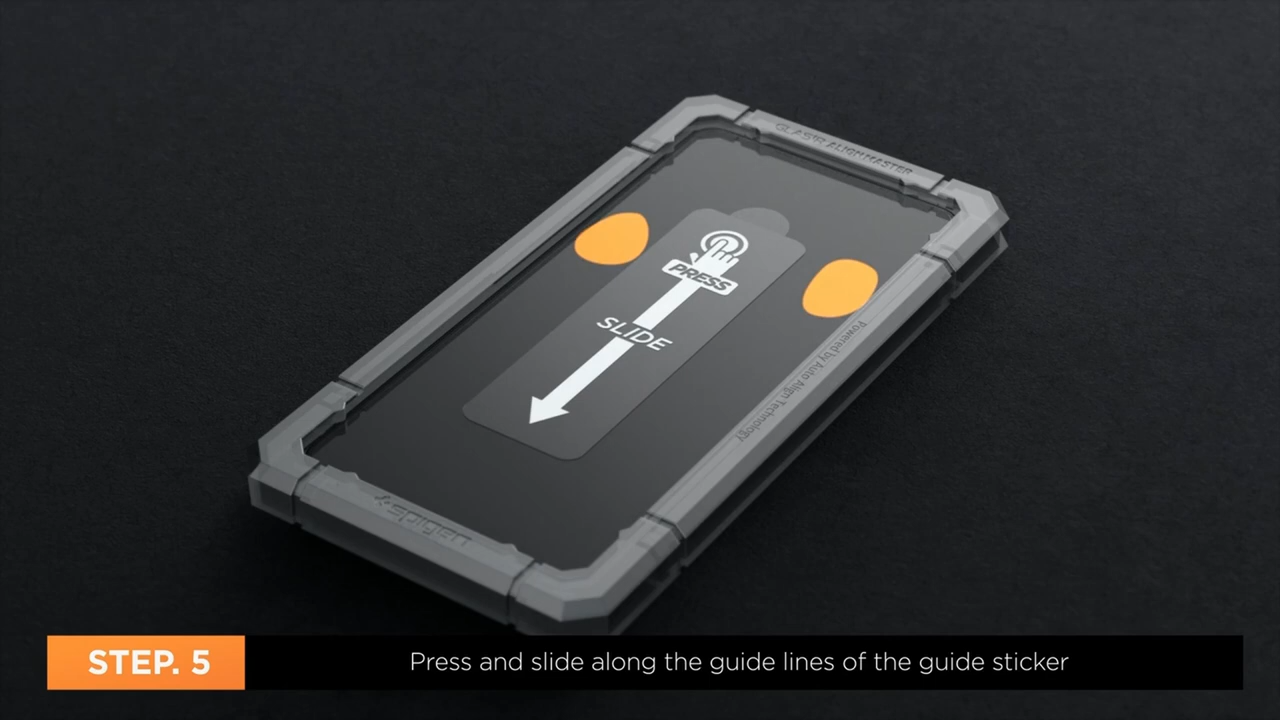 GLAS.tR ALIGNMASTER
PRESS
SLIDE
Powered by Auto Align Technology
spigen
STEP. 5
Press and slide along the guide lines of the guide sticker